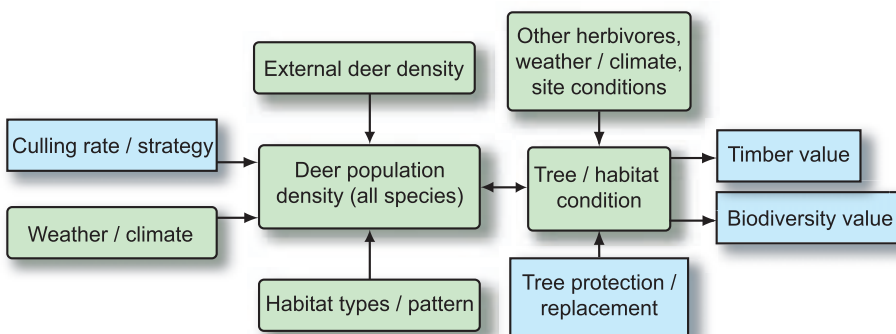 Other herbivores,
weather / climate,
site conditions
External deer density
Culling rate / strategy
Deer population
density (all species)
Tree / habitat
condition
Timber value
Biodiversity value
Weather / climate
Habitat types / pattern
Tree protection /
replacement